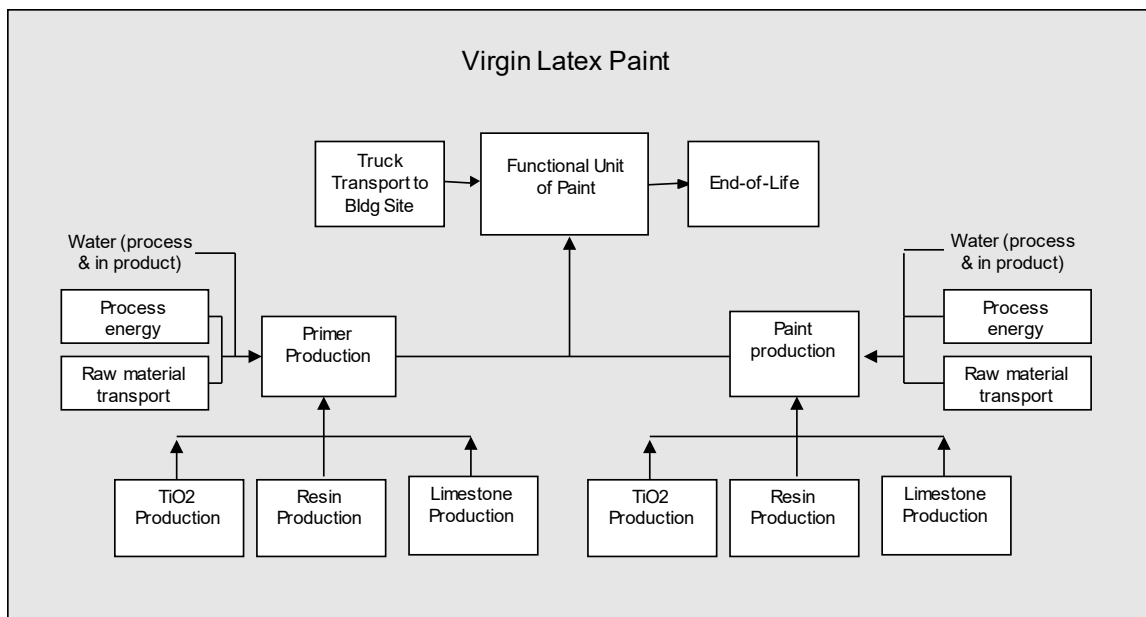 Virgin Latex Paint
Truck
Transport to
Bldg Site
Functional Unit
of Paint
End-of-Life
Water (process
& in product)
Process
energy
Raw material
transport
Primer
Production
Paint
production
Water (process
& in product)
Process
energy
Raw material
transport
TiO2
Production
Resin
Production
Limestone
Production
TiO2
Production
Resin
Production
Limestone
Production